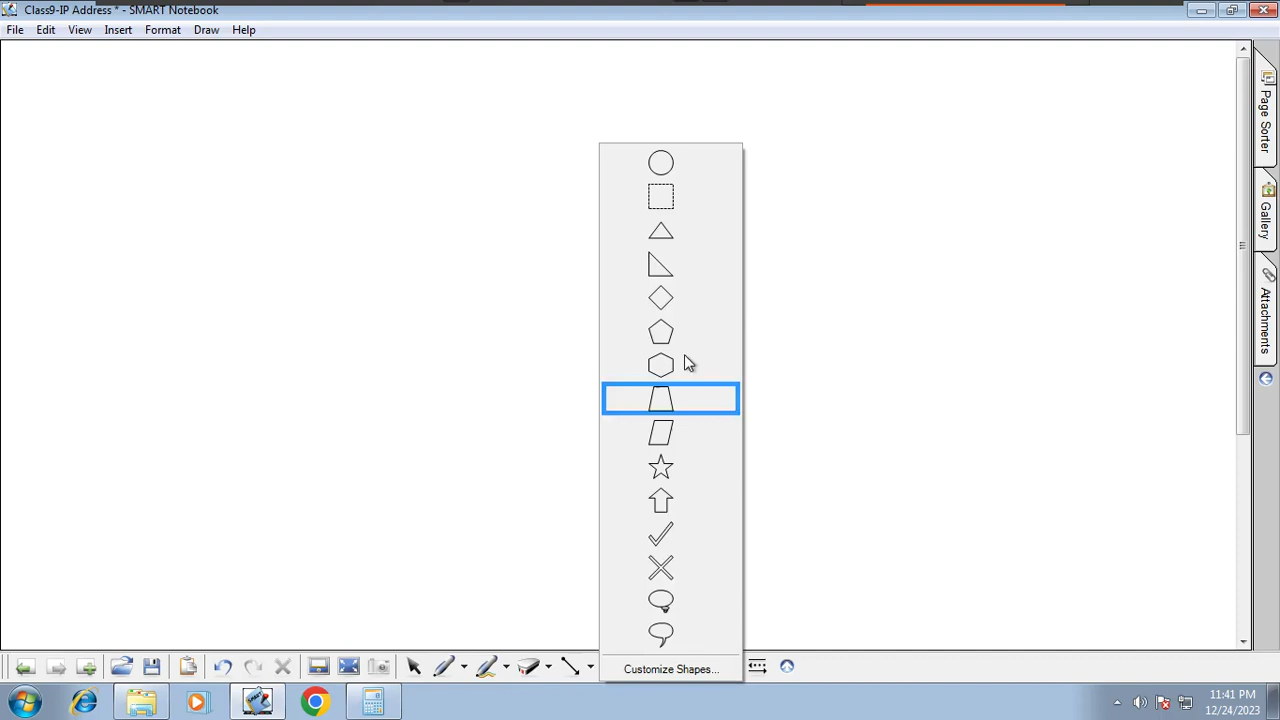 Class9-IP Address * - SMART Notebook
File Edit View Insert Format Draw Help
Page Sorter
Gallery
Attachments
Customize Shapes...
11:41 PM
12/24/2023